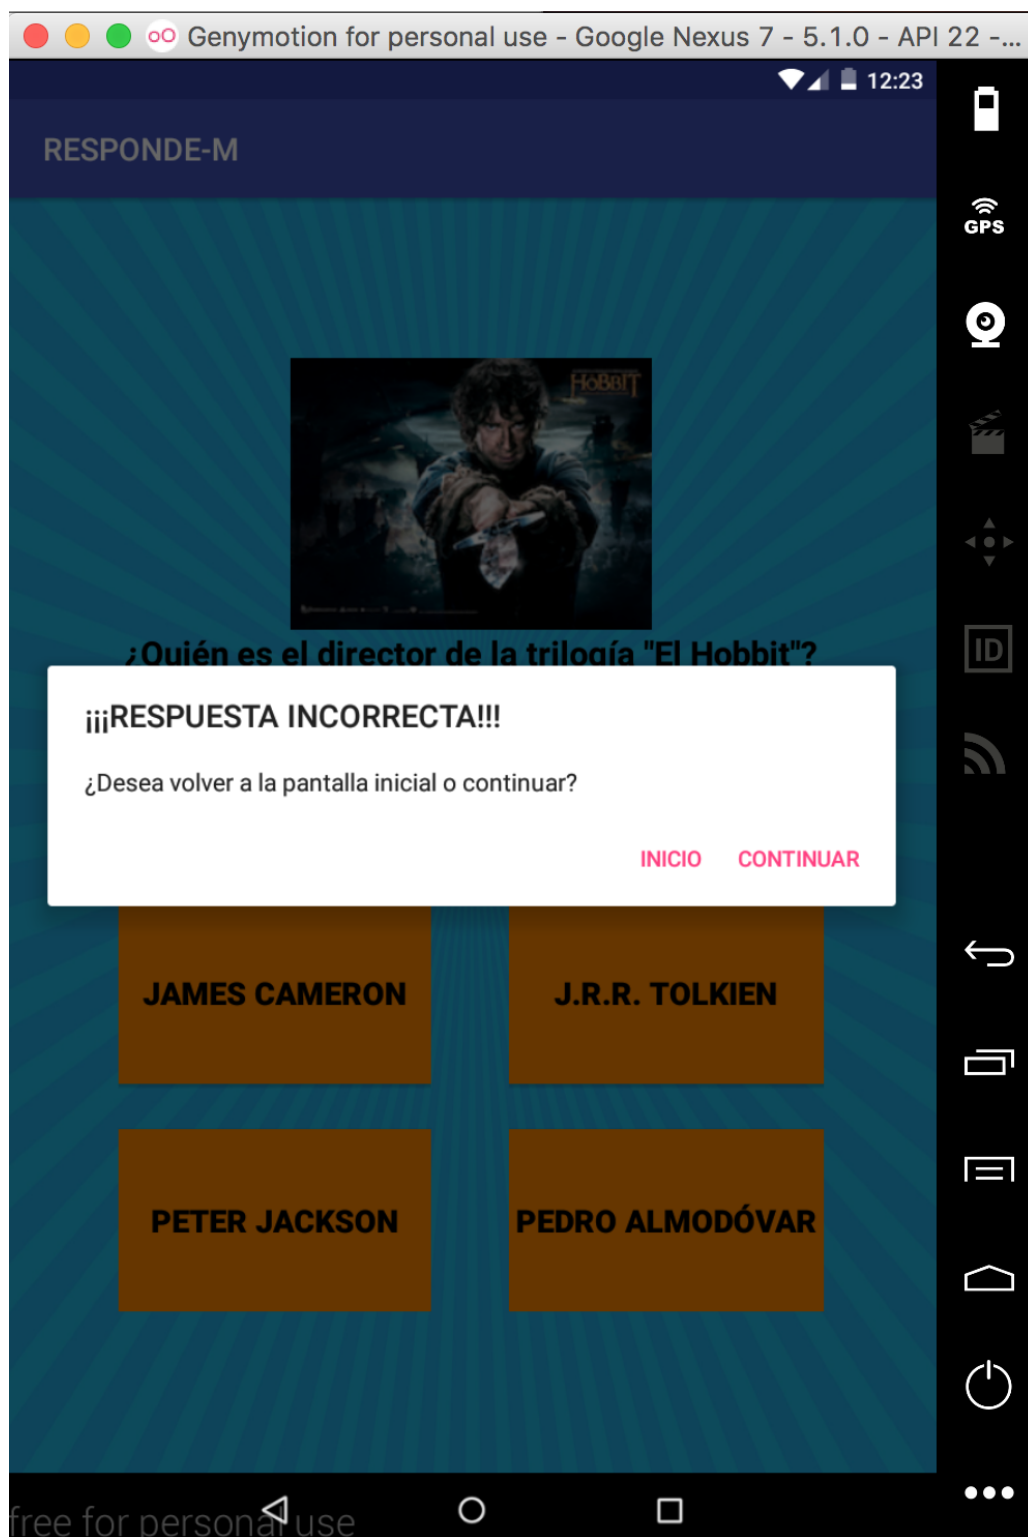 Genymotion for personal use - Google Nexus 7 - 5.1.0 - API 22 -...
12:23
RESPONDE-M
GPS
THE HOBBIT
¿Quién es el director de la trilogía "El Hobbit"?
¡¡¡RESPUESTA INCORRECTA!!!
¿Desea volver a la pantalla inicial o continuar?
INICIO CONTINUAR
ID
JAMES CAMERON J.R.R. TOLKIEN
PETER JACKSON PEDRO ALMODÓVAR
free for personal use